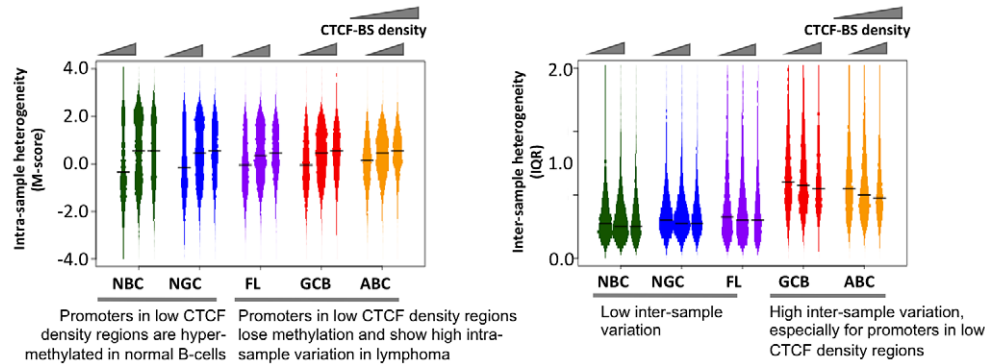 CTCF-BS density
Intra-sample heterogeneity
(M-score)
4.0
2.0
0.0
-2.0
-4.0
NBC NGC FL GCB ABC
Promoters in low CTCF
density regions are hyper-
methylated in normal B-cells
Promoters in low CTCF density regions
lose methylation and show high intra-
sample variation in lymphoma
CTCF-BS density
Inter-sample heterogeneity
(IQR)
2.0
1.0
0.0
NBC NGC FL GCB ABC
Low inter-sample
variation
High inter-sample variation,
especially for promoters in low
CTCF density regions